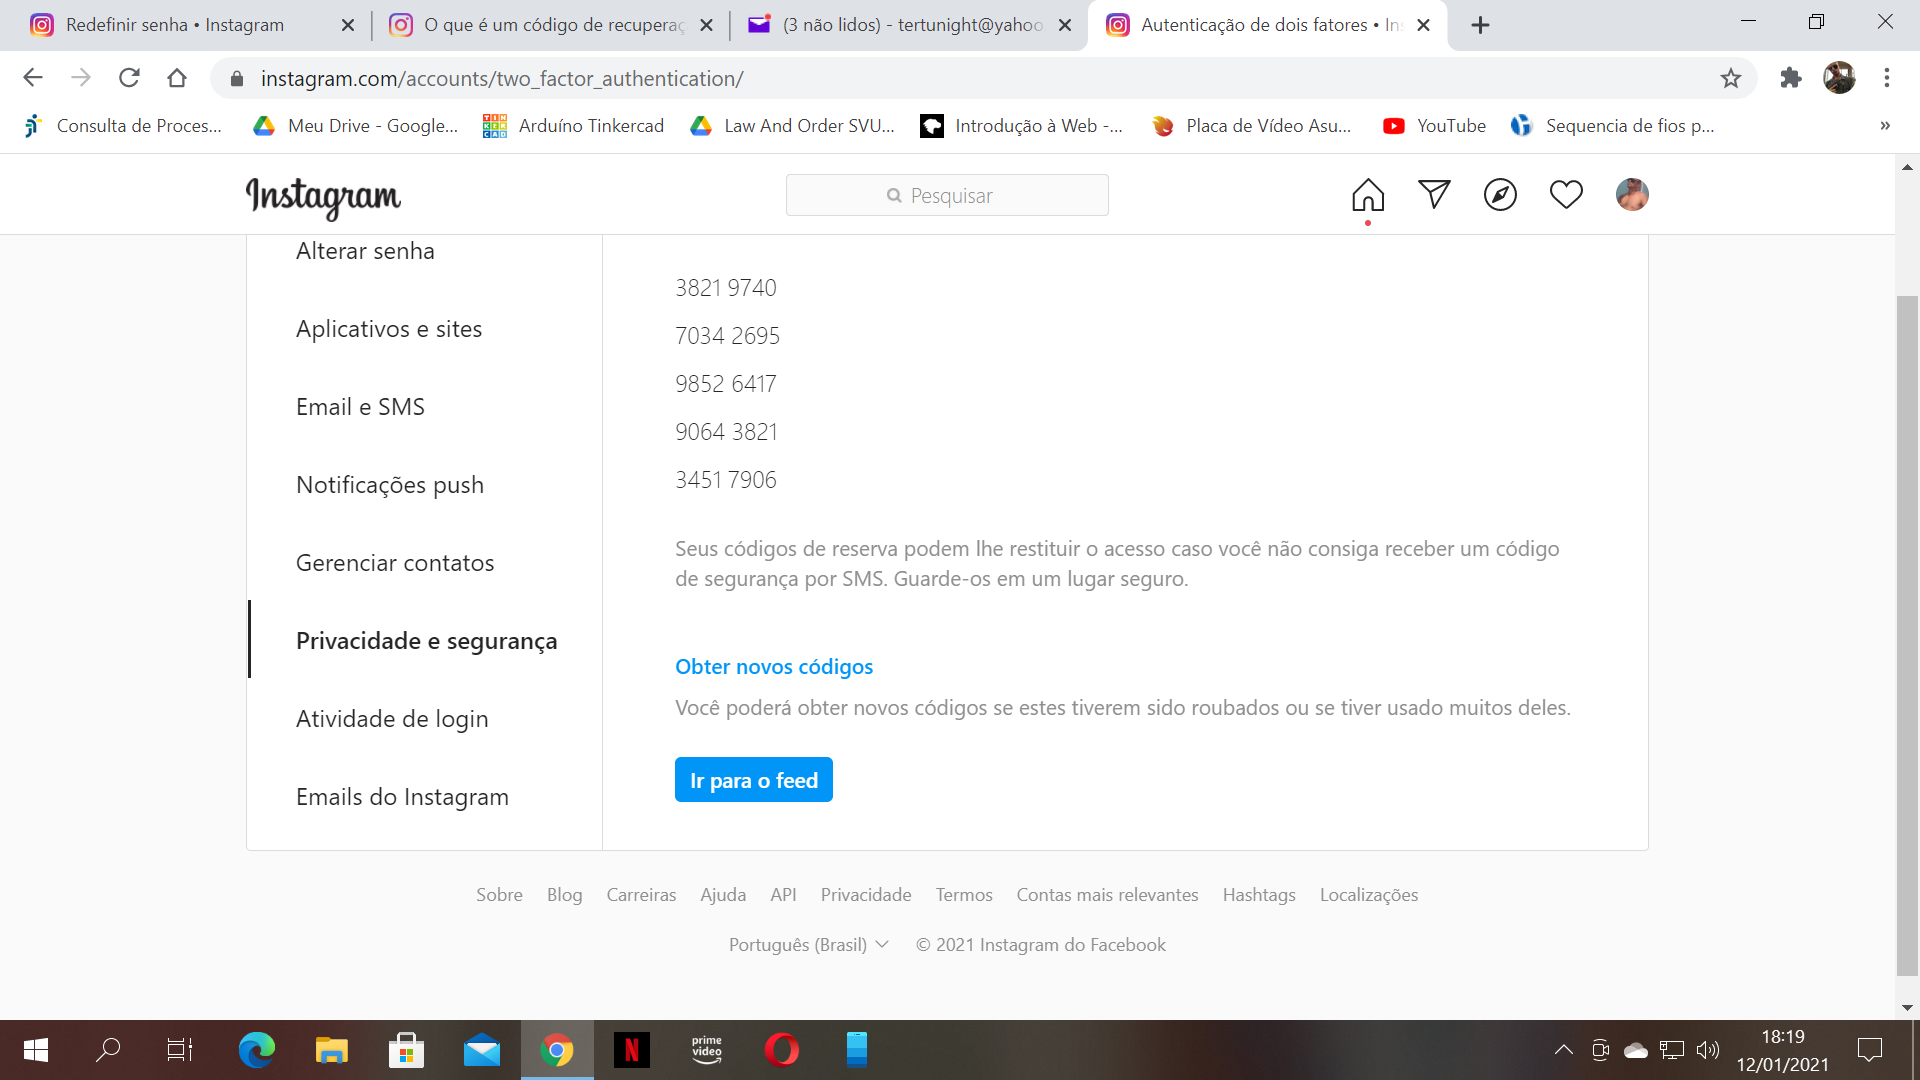 Redefinir senha • Instagram
O que é um código de recuperaç
(3 não lidos) - tertunight@yahoo.
Autenticação de dois fatores • Ins
instagram.com/accounts/two_factor_authentication/
Consulta de Proces...
Meu Drive - Google...
TINKERCAD
Arduíno Tinkercad
Law And Order SVU...
Introdução à Web -...
Placa de Vídeo Asu...
YouTube
Sequencia de fios p...
»
Instagram
Pesquisar
Alterar senha
Aplicativos e sites
Email e SMS
Notificações push
Gerenciar contatos
Privacidade e segurança
Atividade de login
Emails do Instagram
3821 9740
7034 2695
9852 6417
9064 3821
3451 7906
Seus códigos de reserva podem lhe restituir o acesso caso você não consiga receber um código
de segurança por SMS. Guarde-os em um lugar seguro.
Obter novos códigos
Você poderá obter novos códigos se estes tiverem sido roubados ou se tiver usado muitos deles.
Ir para o feed
Sobre Blog Carreiras Ajuda API Privacidade Termos Contas mais relevantes Hashtags Localizações
Português (Brasil) © 2021 Instagram do Facebook
N
prime
video
18:19
12/01/2021